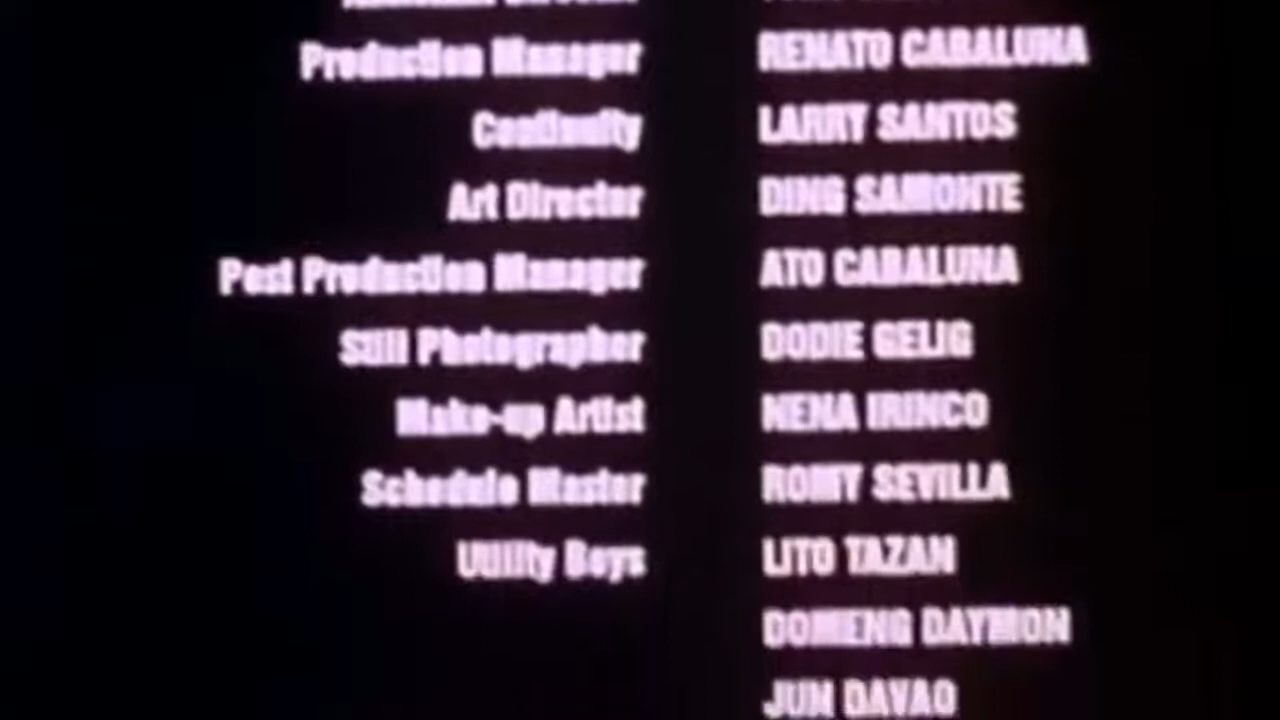 Production Manager RENATO CABALUNA
Continuity LARRY SANTOS
Art Director DING SAMONTE
Post Production Manager ATO CABALUNA
Still Photographer DODIE GELIG
Make-up Artist NENA IRINCO
Schedule Master ROMY SEVILLA
Utility Boys LITO TAZAN
DOMENG DAYMON
JUN DAVAO